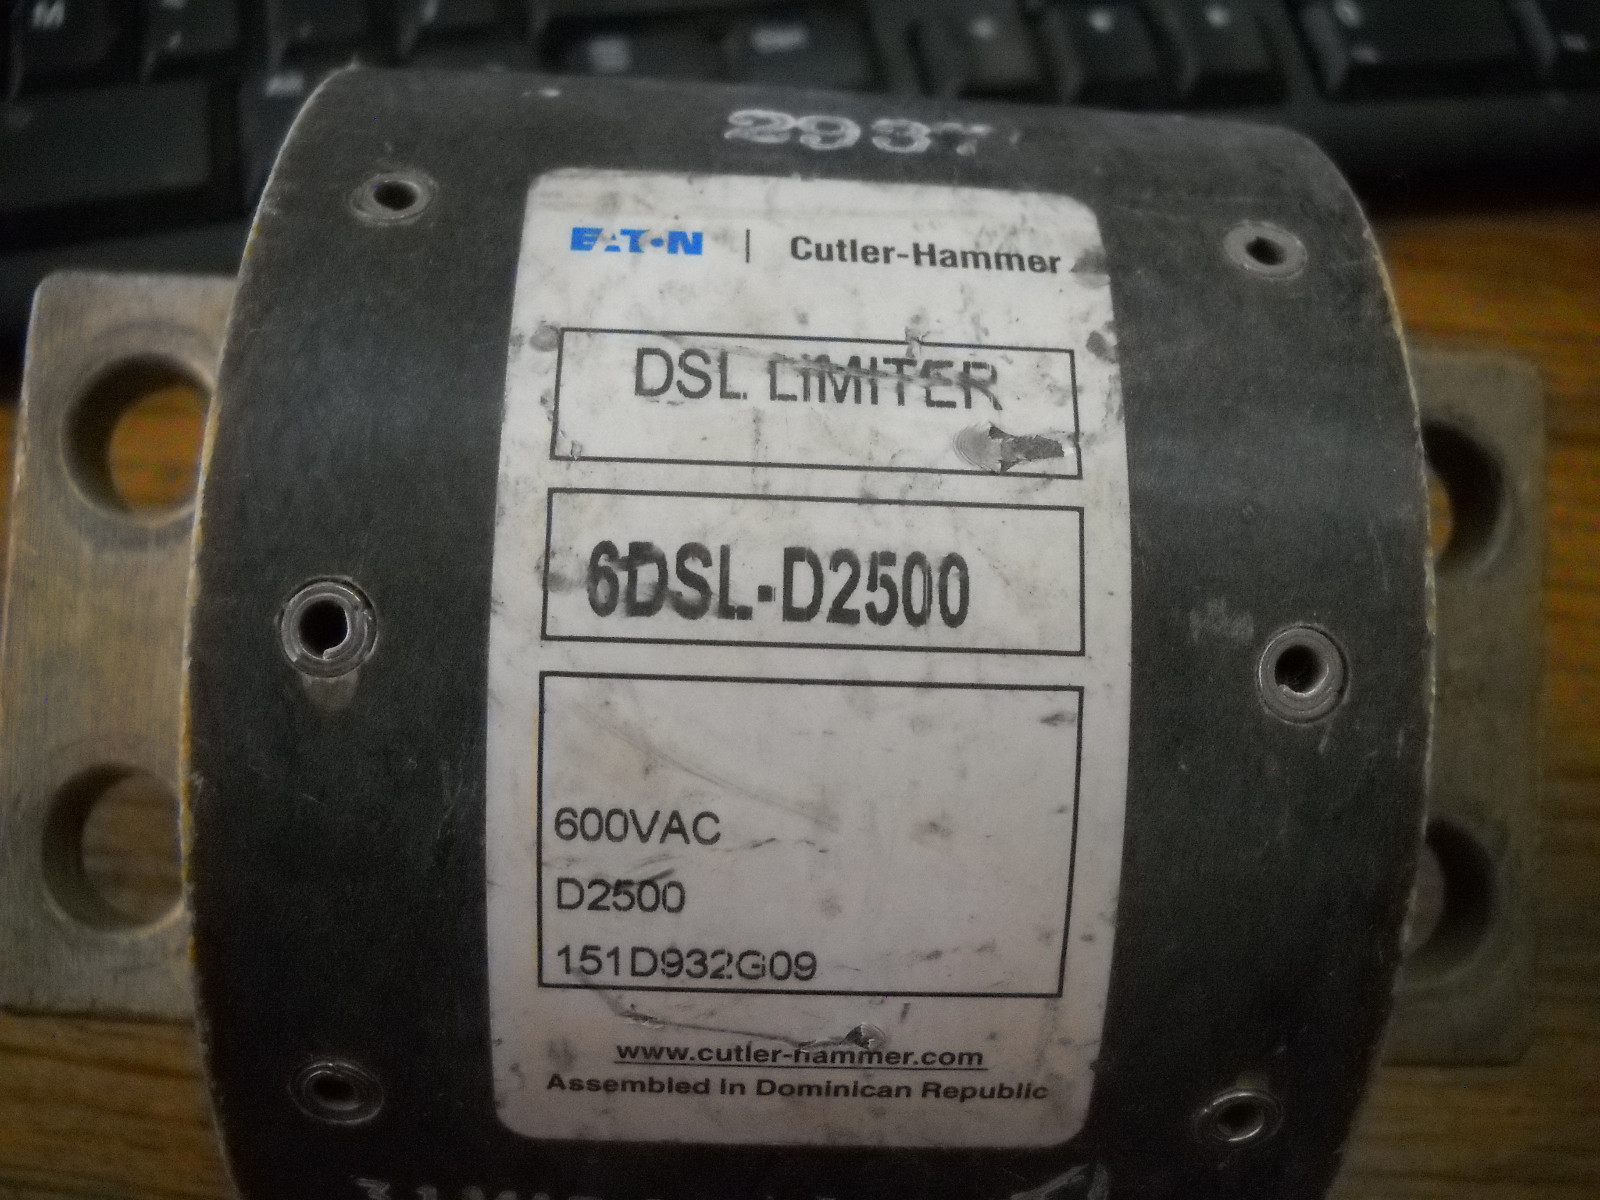 2937
EATON | Cutler-Hammer
DSL LIMITER
6DSL-D2500
600VAC
D2500
151D932G09
www.cutler-hammer.com
Assembled in Dominican Republic